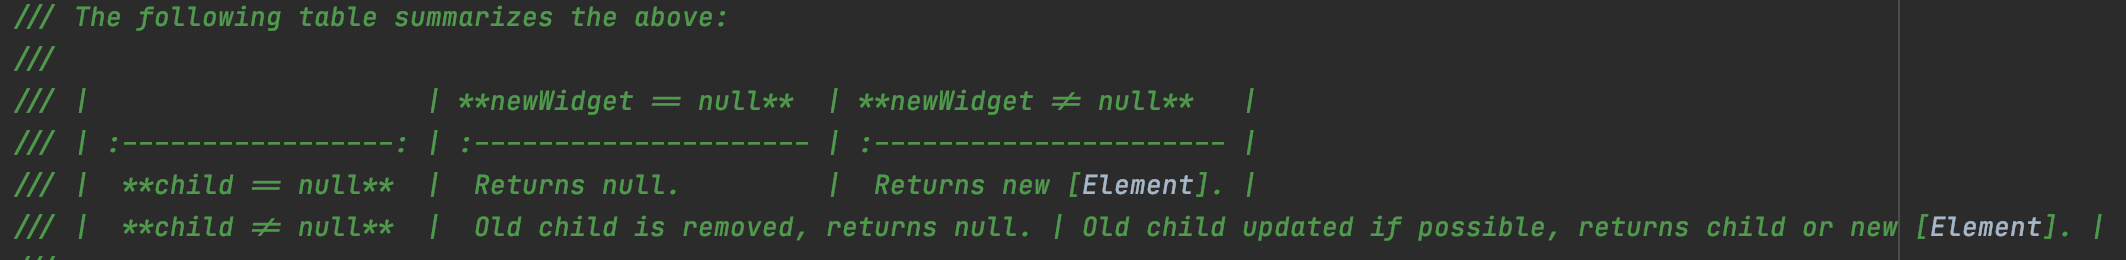 /// The following table summarizes the above:
///
/// |                     | **newWidget == null**  | **newWidget != null**   |
/// | :-----------------: | :--------------------- | :---------------------- |
/// |  **child == null**  |  Returns null.         |  Returns new [Element]. |
/// |  **child != null**  |  Old child is removed, returns null. | Old child updated if possible, returns child or new [Element]. |
///